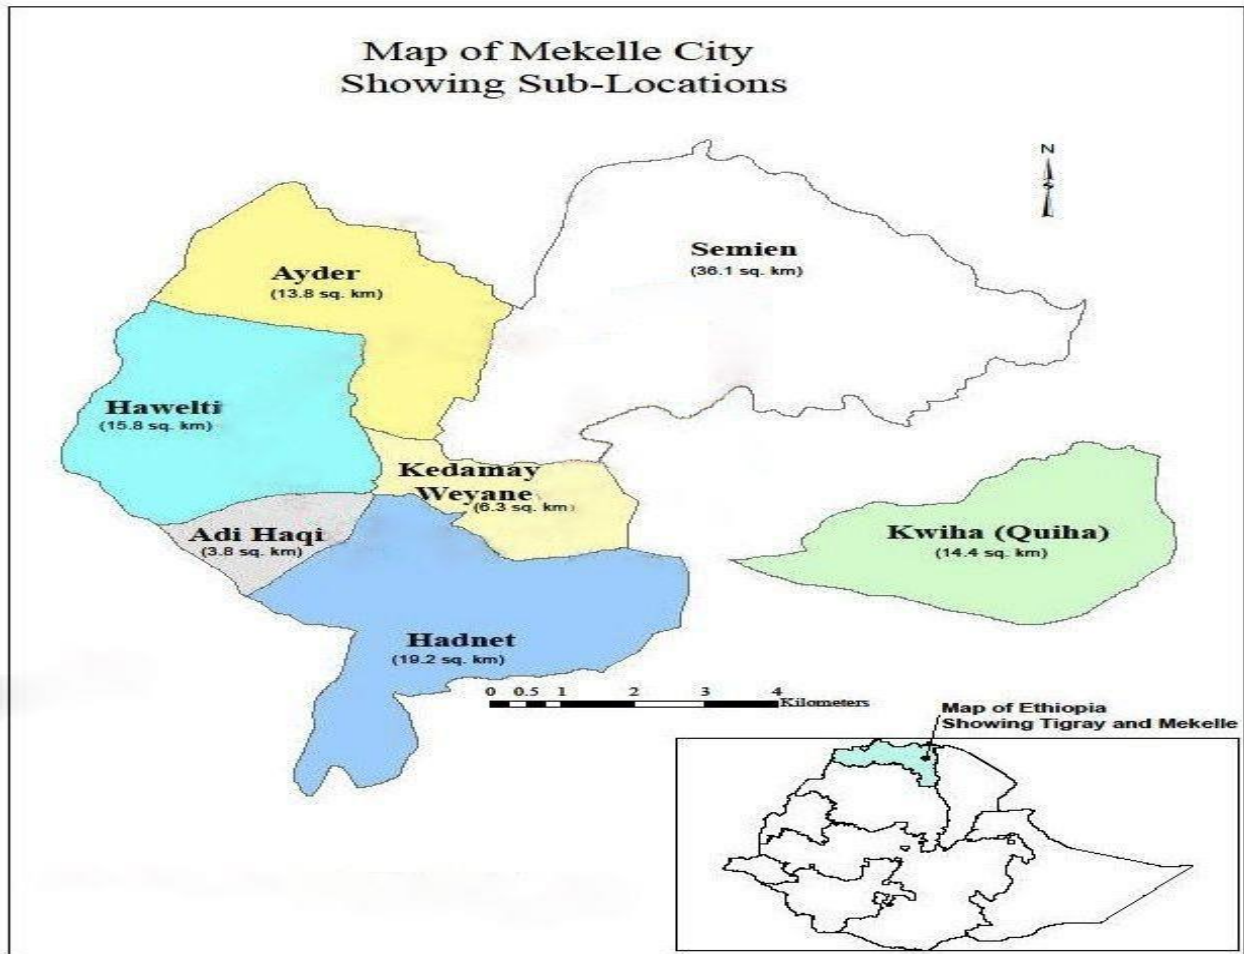 Map of Mekelle City
Showing Sub-Locations
N
Semien
(36.1 sq. km)
Ayder
(13.8 sq. km)
Hawelti
(15.8 sq. km)
Kedamay
Weyane
(6.3 sq. km)
Adi Haqi
(3.8 sq. km)
Kwiha (Quiha)
(14.4 sq. km)
Hadnet
(19.2 sq. km)
0 0.5 1 2 3 4
Kilometers
Map of Ethiopia
Showing Tigray and Mekelle